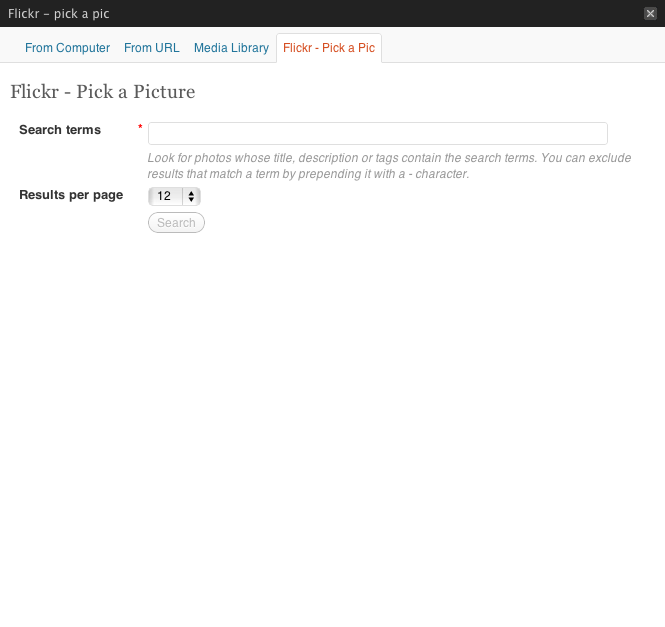 Flickr – pick a pic
From Computer From URL Media Library Flickr - Pick a Pic
Flickr - Pick a Picture
Search terms *
Look for photos whose title, description or tags contain the search terms. You can exclude
results that match a term by prepending it with a - character.
Results per page 12
Search